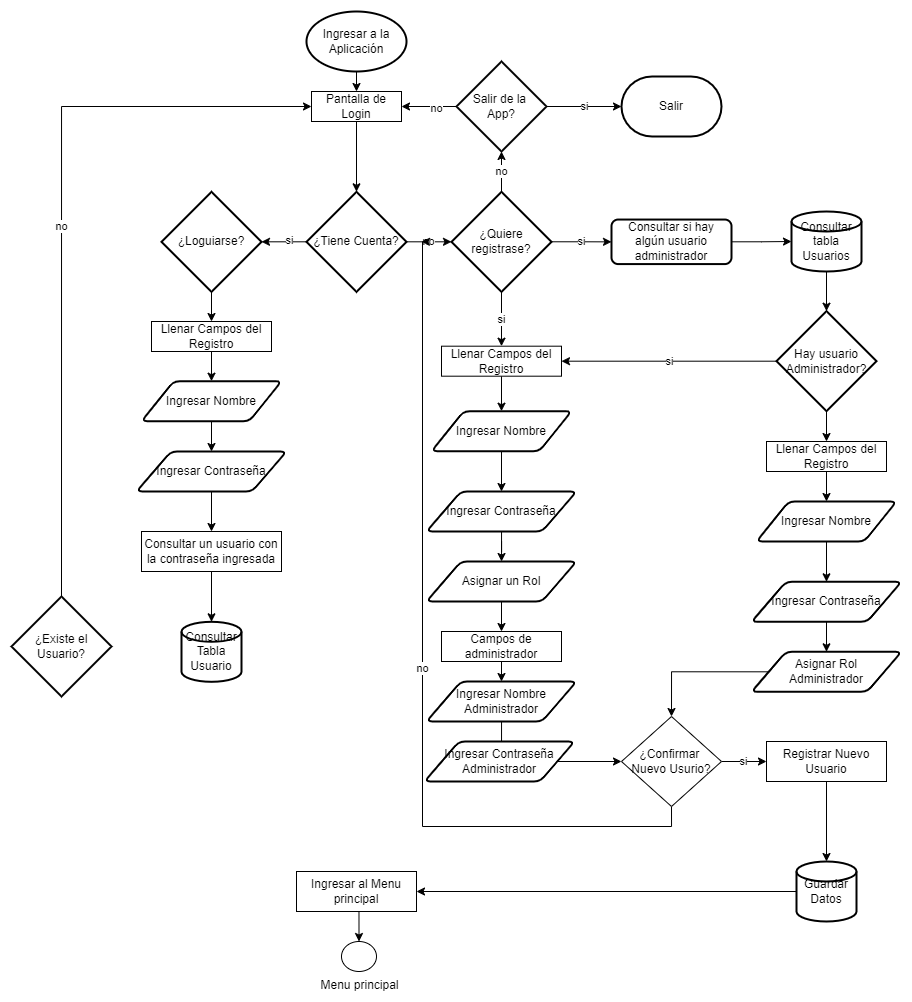 Ingresar a la
Aplicación
Pantalla de
Login
no
Salir de la
App?
si
Salir
no
no
¿Loguiarse?
si
¿Tiene Cuenta?
no
¿Quiere
registrase?
si
Consultar si hay
algún usuario
administrador
Consultar
tabla
Usuarios
si
Llenar Campos del
Registro
Llenar Campos del
Registro
si
Hay usuario
Administrador?
Ingresar Nombre
Ingresar Nombre
Llenar Campos del
Registro
Ingresar Contraseña
Ingresar Contraseña
Ingresar Nombre
Consultar un usuario con
la contraseña ingresada
Asignar un Rol
Ingresar Contraseña
¿Existe el
Usuario?
Consultar
Tabla
Usuario
Campos de
administrador
Asignar Rol
Administrador
no
Ingresar Nombre
Administrador
Ingresar Contraseña
Administrador
¿Confirmar
Nuevo Usurio?
si
Registrar Nuevo
Usuario
Ingresar al Menu
principal
Guardar
Datos
Menu principal